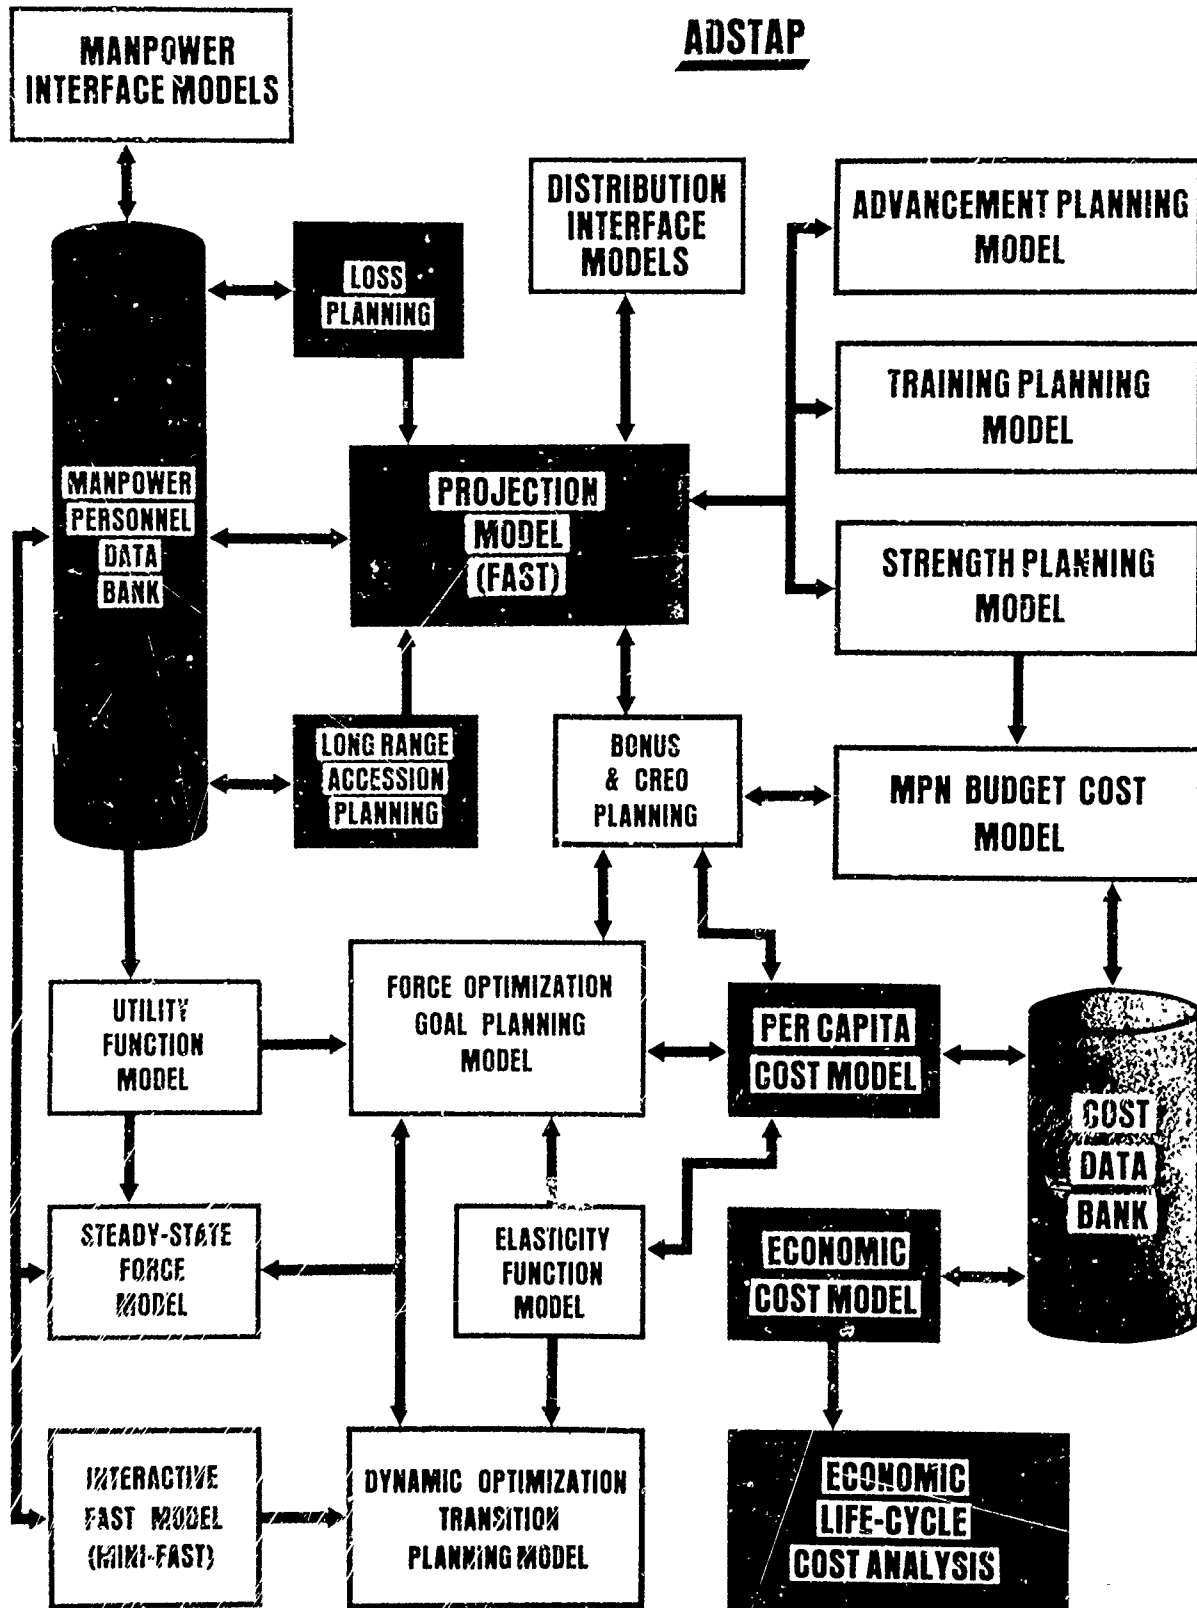 ADSTAP
MANPOWER
INTERFACE MODELS
DISTRIBUTION
INTERFACE
MODELS
ADVANCEMENT PLANNING
MODEL
LOSS
PLANNING
TRAINING PLANNING
MODEL
MANPOWER
PERSONNEL
DATA
BANK
PROJECTION
MODEL
(FAST)
STRENGTH PLANNING
MODEL
LONG RANGE
ACCESSION
PLANNING
BONUS
& CREO
PLANNING
MPN BUDGET COST
MODEL
UTILITY
FUNCTION
MODEL
FORCE OPTIMIZATION
GOAL PLANNING
MODEL
PER CAPITA
COST MODEL
COST
DATA
BANK
STEADY-STATE
FORCE
MODEL
ELASTICITY
FUNCTION
MODEL
ECONOMIC
COST MODEL
INTERACTIVE
FAST MODEL
(MINI-FAST)
DYNAMIC OPTIMIZATION
TRANSITION
PLANNING MODEL
ECONOMIC
LIFE-CYCLE
COST ANALYSIS